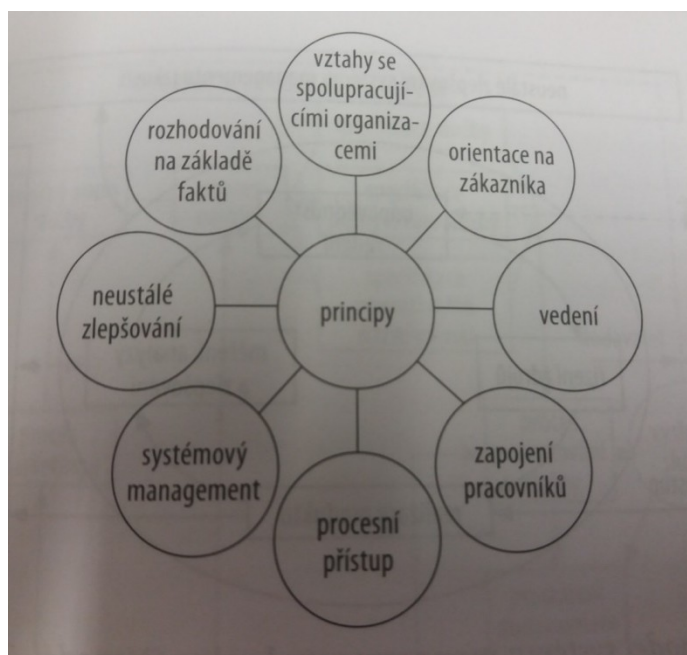 vztahy se
spolupracují-
cími organiza-
cemi
orientace na
zákazníka
vedení
zapojení
pracovníků
procesní
přístup
systémový
management
neustálé
zlepšování
rozhodování
na základě
faktů
principy